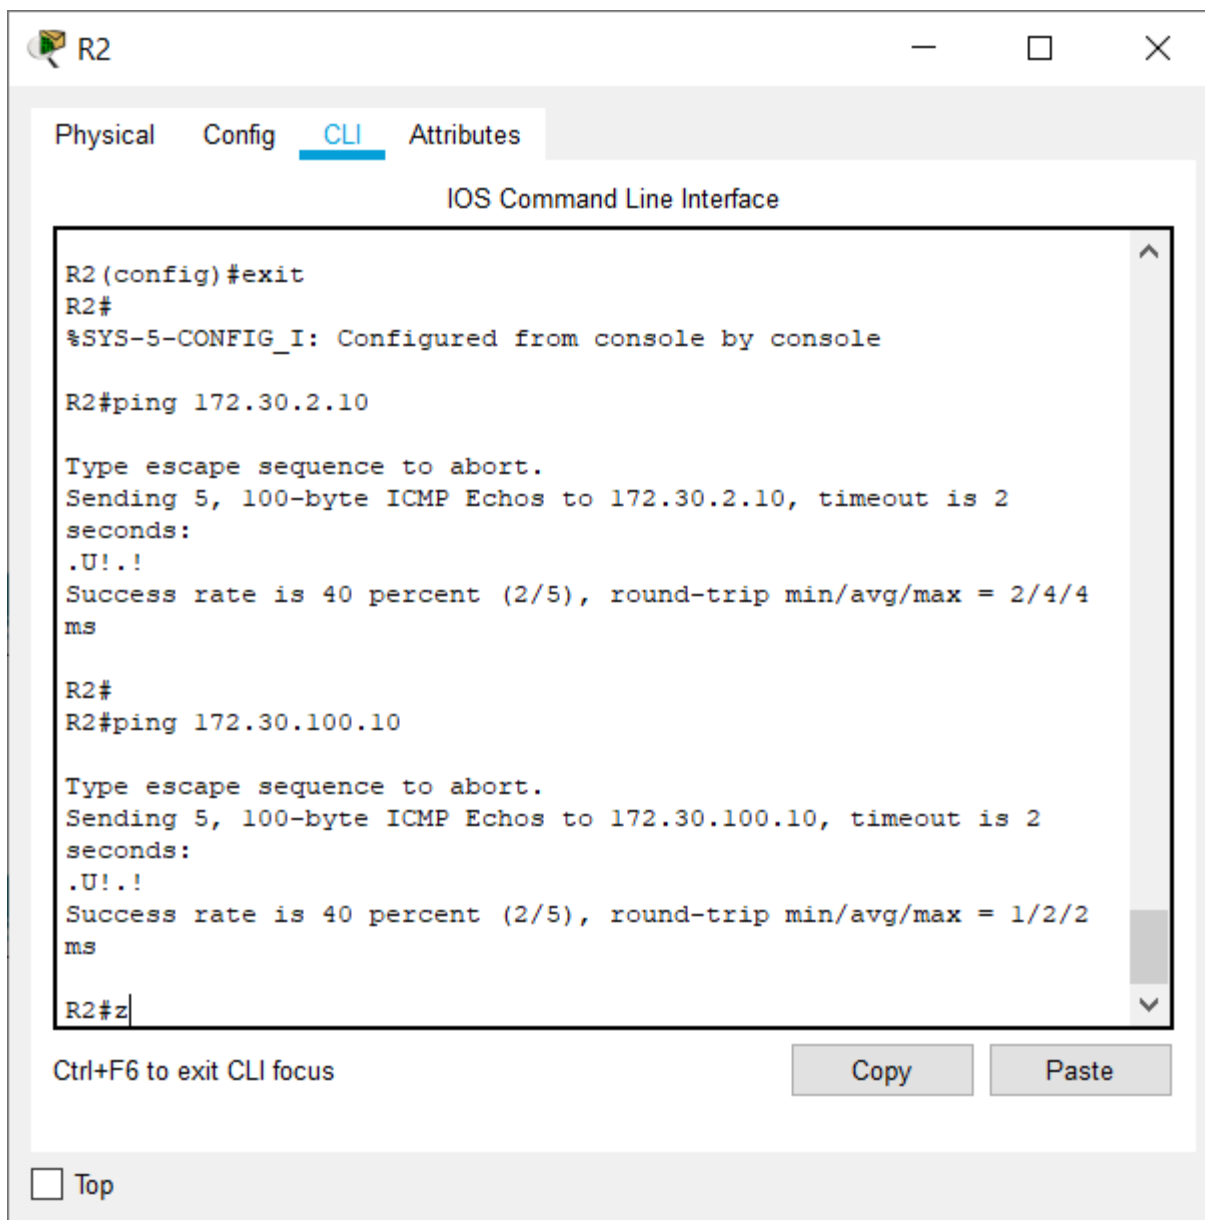 R2
Physical Config CLI Attributes
IOS Command Line Interface
R2(config)#exit
R2#
%SYS-5-CONFIG_I: Configured from console by console
R2#ping 172.30.2.10
Type escape sequence to abort.
Sending 5, 100-byte ICMP Echos to 172.30.2.10, timeout is 2
seconds:
.U!.!
Success rate is 40 percent (2/5), round-trip min/avg/max = 2/4/4
ms
R2#
R2#ping 172.30.100.10
Type escape sequence to abort.
Sending 5, 100-byte ICMP Echos to 172.30.100.10, timeout is 2
seconds:
.U!.!
Success rate is 40 percent (2/5), round-trip min/avg/max = 1/2/2
ms
R2#z
Ctrl+F6 to exit CLI focus
Copy Paste
Top